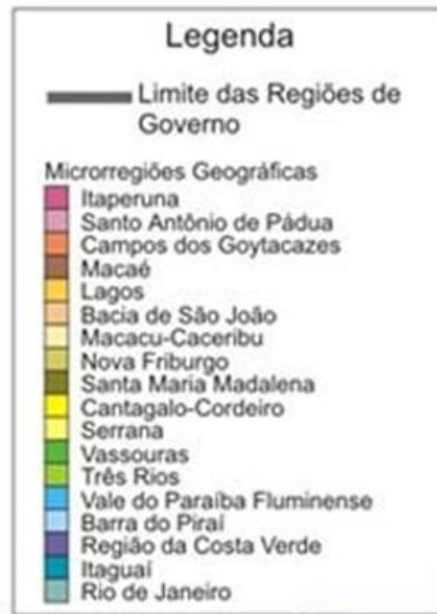 Legenda
Limite das Regiões de
Governo
Microrregiões Geográficas
Itaperuna
Santo Antônio de Pádua
Campos dos Goytacazes
Macaé
Lagos
Bacia de São João
Macacu-Caceribu
Nova Friburgo
Santa Maria Madalena
Cantagalo-Cordeiro
Serrana
Vassouras
Três Rios
Vale do Paraíba Fluminense
Barra do Piraí
Região da Costa Verde
Itaguaí
Rio de Janeiro